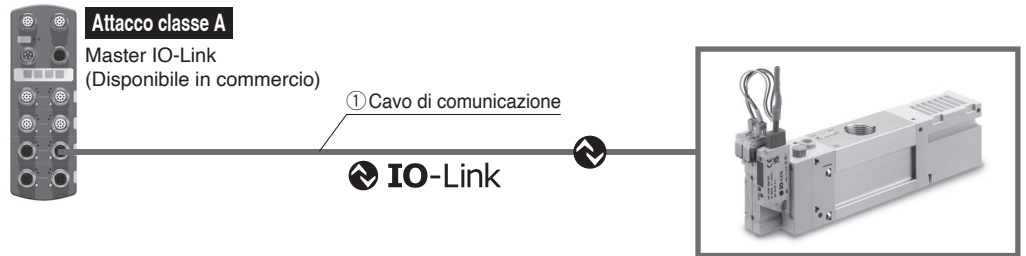 Attacco classe A
Master IO-Link
(Disponibile in commercio)
①Cavo di comunicazione
IO-Link